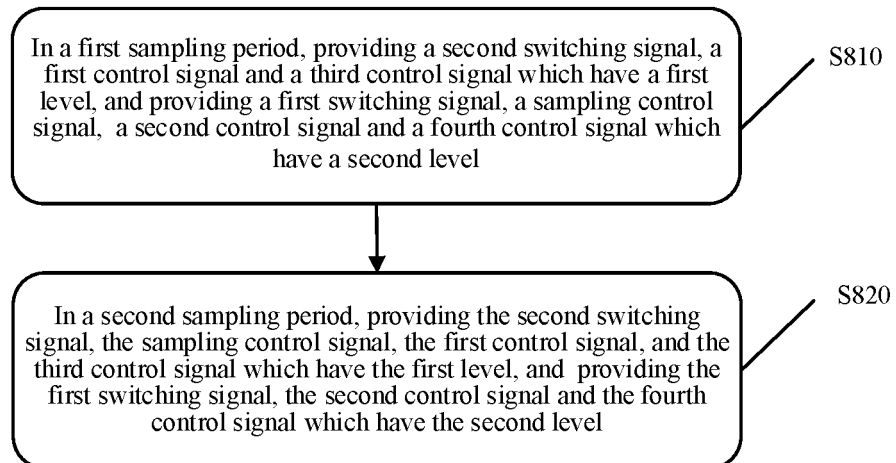 In a first sampling period, providing a second switching signal, a
first control signal and a third control signal which have a first
level, and providing a first switching signal, a sampling control
signal, a second control signal and a fourth control signal which
have a second level
S810
In a second sampling period, providing the second switching
signal, the sampling control signal, the first control signal, and the
third control signal which have the first level, and providing the
first switching signal, the second control signal and the fourth
control signal which have the second level
S820